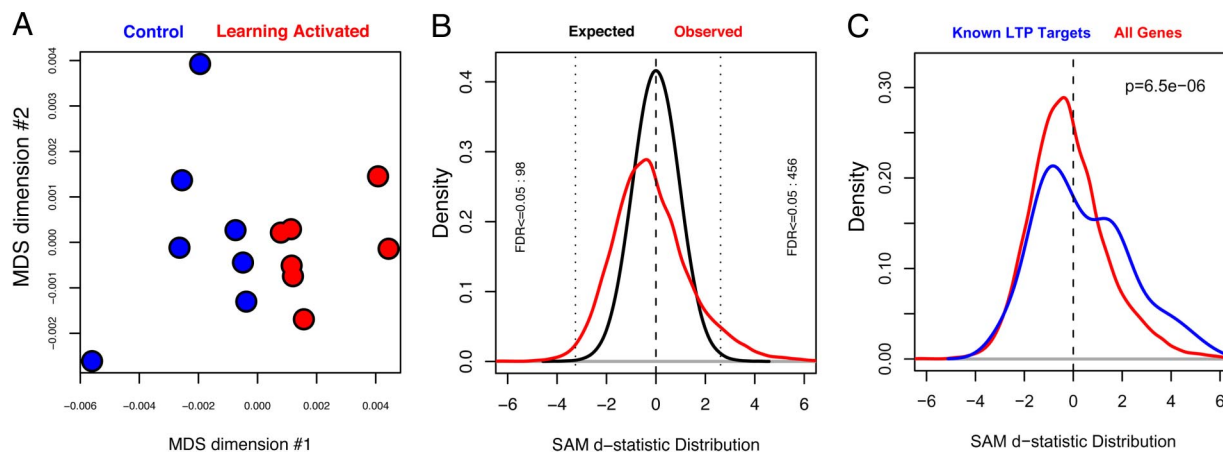 A
Control Learning Activated
MDS dimension #2
0.004
0.003
0.002
0.001
0.000
−0.001
−0.002
−0.006 −0.004 −0.002 0.000 0.002 0.004
MDS dimension #1
B
Expected Observed
Density
0.4
0.3
0.2
0.1
0.0
FDR<=0.05 : 98
FDR<=0.05 : 456
−6 −4 −2 0 2 4 6
SAM d−statistic Distribution
C
Known LTP Targets All Genes
p=6.5e−06
Density
0.30
0.20
0.10
0.00
−6 −4 −2 0 2 4 6
SAM d−statistic Distribution